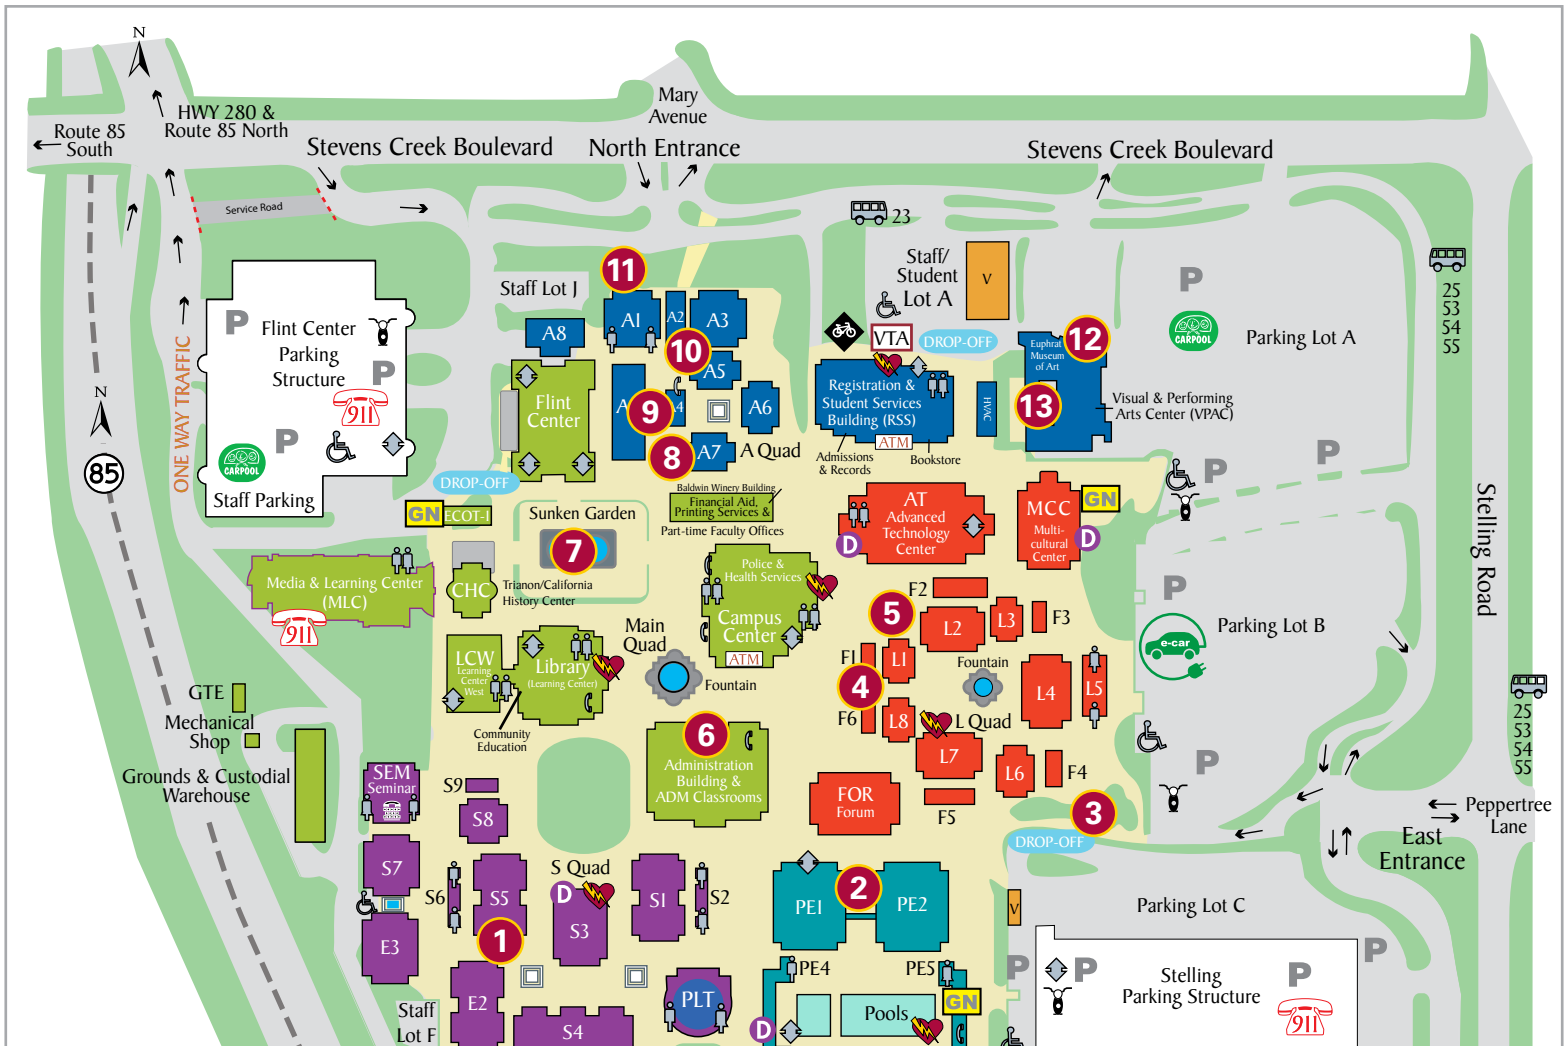 N
HWY 280 &
Route 85 North
Route 85
South
Stevens Creek Boulevard
Mary
Avenue
North Entrance
Stevens Creek Boulevard
Service Road
23
Staff/
Student
Lot A
V
25
53
54
55
P
CARPOOL
Parking Lot A
Staff Lot J
11
A1
A2
A3
A8
10
A5
A6
9
A
A4
8
A7
A Quad
Flint
Center
P
Flint Center
Parking
Structure
P
911
P
CARPOOL
Staff Parking
ONE WAY TRAFFIC
N
85
VTA
DROP-OFF
Registration &
Student Services
Building (RSS)
ATM
Admissions
& Records
Bookstore
HVAC
Euphrat
Museum
of Art
12
13
Visual & Performing
Arts Center (VPAC)
DROP-OFF
GN
ECOT-1
Sunken Garden
7
Baldwin Winery Building
Financial Aid,
Printing Services &
Part-time Faculty Offices
AT
Advanced
Technology
Center
D
MCC
Multi-
cultural
Center
GN
D
P
P
Stelling Road
Media & Learning Center
(MLC)
911
CHC
Trianon/California
History Center
Police &
Health Services
Campus
Center
ATM
F2
5
L2
L3
F3
P
e-car
Parking Lot B
LCW
Learning
Center
West
Library
(Learning Center)
Community
Education
Main
Quad
Fountain
F1
L1
4
F6
L8
Fountain
L Quad
L4
L5
L7
L6
F4
F5
GTE
Mechanical
Shop
Grounds & Custodial
Warehouse
6
Administration
Building &
ADM Classrooms
FOR
Forum
3
DROP-OFF
P
25
53
54
55
Peppertree
Lane
East
Entrance
SEM
Seminar
S9
S8
S7
S6
S5
S Quad
D
S3
S1
S2
1
E3
E2
S4
Staff
Lot F
PLT
2
PE1
PE2
PE4
PE5
D
Pools
GN
V
Parking Lot C
P
P
P
P
Stelling
Parking Structure
911